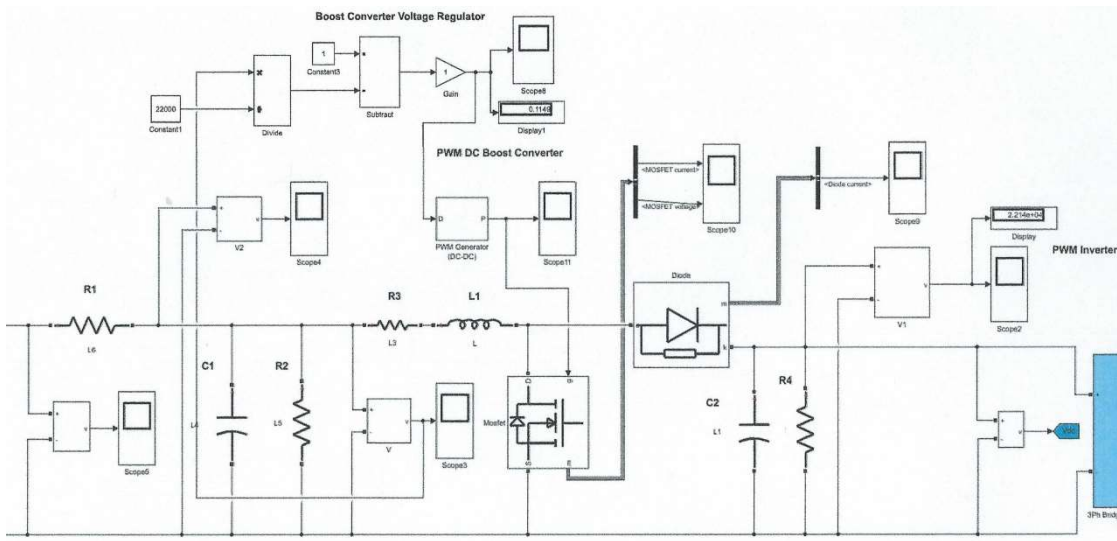 Boost Converter Voltage Regulator
1
Constant3
22000
Constant1
Divide
Subtract
1
Gain
Scope8
0.1149
Display1
PWM DC Boost Converter
D
P
PWM Generator
(DC-DC)
Scope11
<MOSFET current>
<MOSFET voltage>
Scope10
<Diode current>
Scope9
2.214e+04
Display
PWM Inverter
+
-
v
V2
Scope4
+
-
v
V1
Scope2
R1
L6
C1
L4
R2
L5
R3
L3
L1
L
Diode
m
k
C2
L1
R4
+
-
v
Scope5
+
-
v
V
Scope3
Mosfet
D
g
S
m
+
-
v
Vdc
+
-
3Ph Bridg